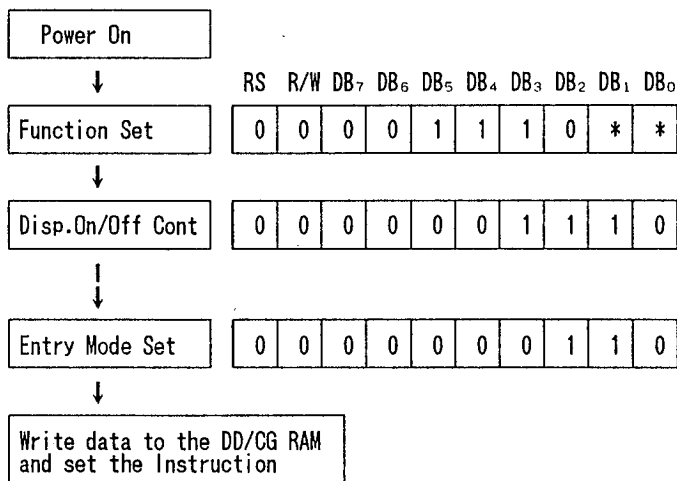 Power On
RS R/W DB₇ DB₆ DB₅ DB₄ DB₃ DB₂ DB₁ DB₀
Function Set 0 0 0 0 1 1 1 0 * *
Disp.On/Off Cont 0 0 0 0 0 0 1 1 1 0
Entry Mode Set 0 0 0 0 0 0 0 1 1 0
Write data to the DD/CG RAM
and set the Instruction